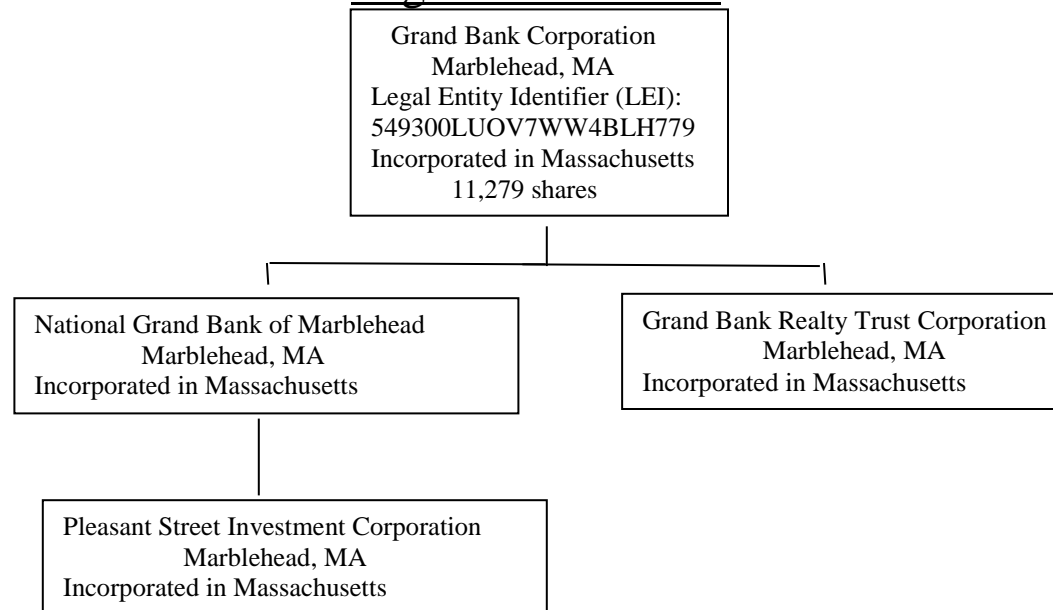 Grand Bank Corporation
Marblehead, MA
Legal Entity Identifier (LEI):
549300LUOV7WW4BLH779
Incorporated in Massachusetts
11,279 shares
National Grand Bank of Marblehead
Marblehead, MA
Incorporated in Massachusetts
Grand Bank Realty Trust Corporation
Marblehead, MA
Incorporated in Massachusetts
Pleasant Street Investment Corporation
Marblehead, MA
Incorporated in Massachusetts